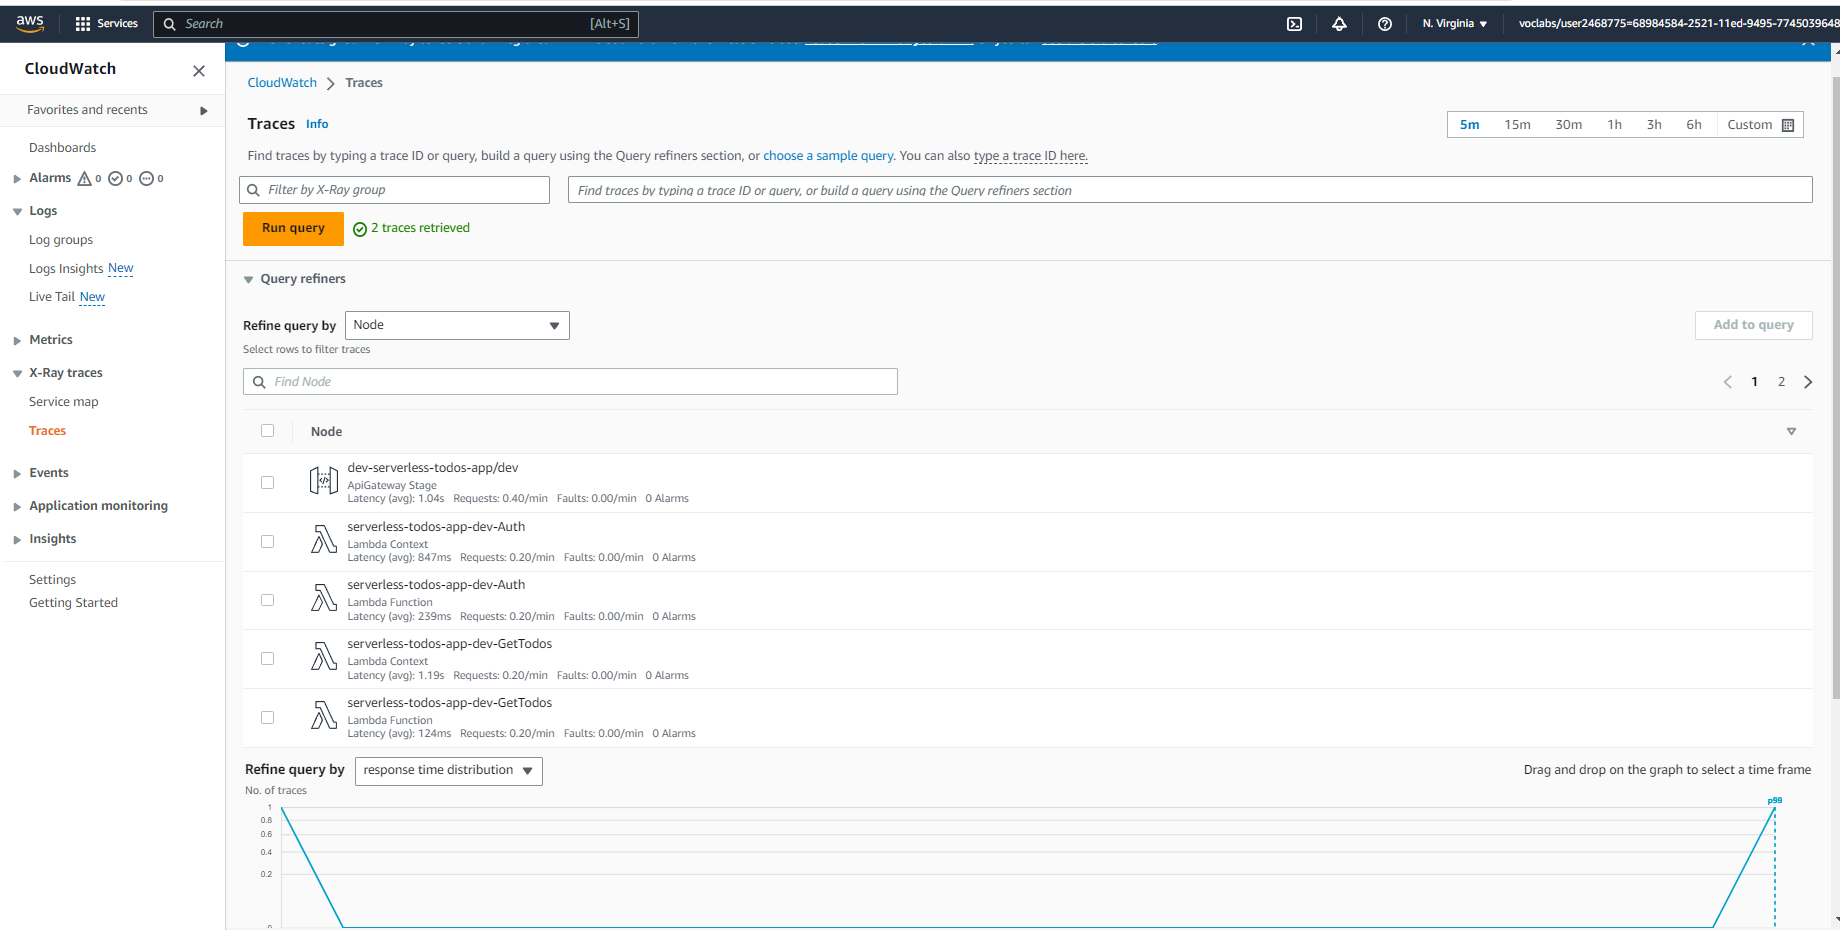 aws
Services
Search
[Alt+S]
N. Virginia
voclabs/user2468775=68984584-2521-11ed-9495-7745039648
CloudWatch
Favorites and recents
Dashboards
Alarms 0 0 0
Logs
Log groups
Logs Insights New
Live Tail New
Metrics
X-Ray traces
Service map
Traces
Events
Application monitoring
Insights
Settings
Getting Started
CloudWatch Traces
Traces Info
5m 15m 30m 1h 3h 6h Custom
Find traces by typing a trace ID or query, build a query using the Query refiners section, or choose a sample query. You can also type a trace ID here.
Filter by X-Ray group
Find traces by typing a trace ID or query, or build a query using the Query refiners section
Run query
2 traces retrieved
Query refiners
Refine query by Node
Add to query
Select rows to filter traces
Find Node
1 2
Node
dev-serverless-todos-app/dev
ApiGateway Stage
Latency (avg): 1.04s Requests: 0.40/min Faults: 0.00/min 0 Alarms
serverless-todos-app-dev-Auth
Lambda Context
Latency (avg): 847ms Requests: 0.20/min Faults: 0.00/min 0 Alarms
serverless-todos-app-dev-Auth
Lambda Function
Latency (avg): 239ms Requests: 0.20/min Faults: 0.00/min 0 Alarms
serverless-todos-app-dev-GetTodos
Lambda Context
Latency (avg): 1.19s Requests: 0.20/min Faults: 0.00/min 0 Alarms
serverless-todos-app-dev-GetTodos
Lambda Function
Latency (avg): 124ms Requests: 0.20/min Faults: 0.00/min 0 Alarms
Refine query by response time distribution
Drag and drop on the graph to select a time frame
No. of traces
p99
1
0.8
0.6
0.4
0.2
0